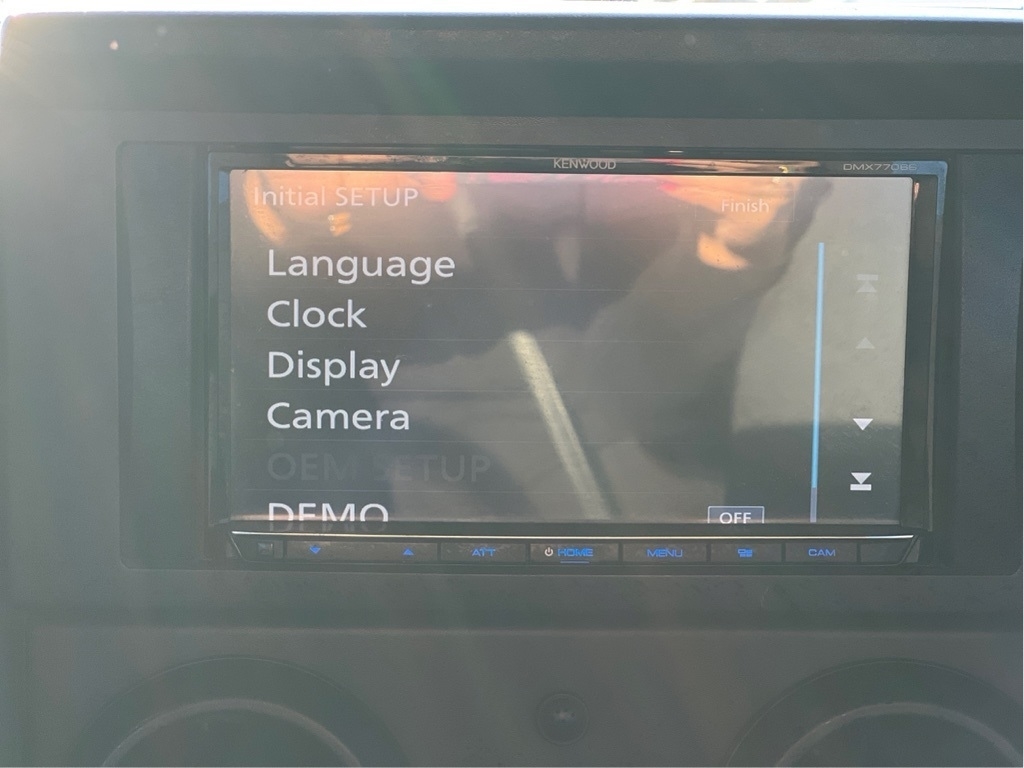 KENWOOD
DMX7706S
Initial SETUP
Finish
Language
Clock
Display
Camera
OEM SETUP
DEMO
OFF
ATT
HOME
MENU
CAM